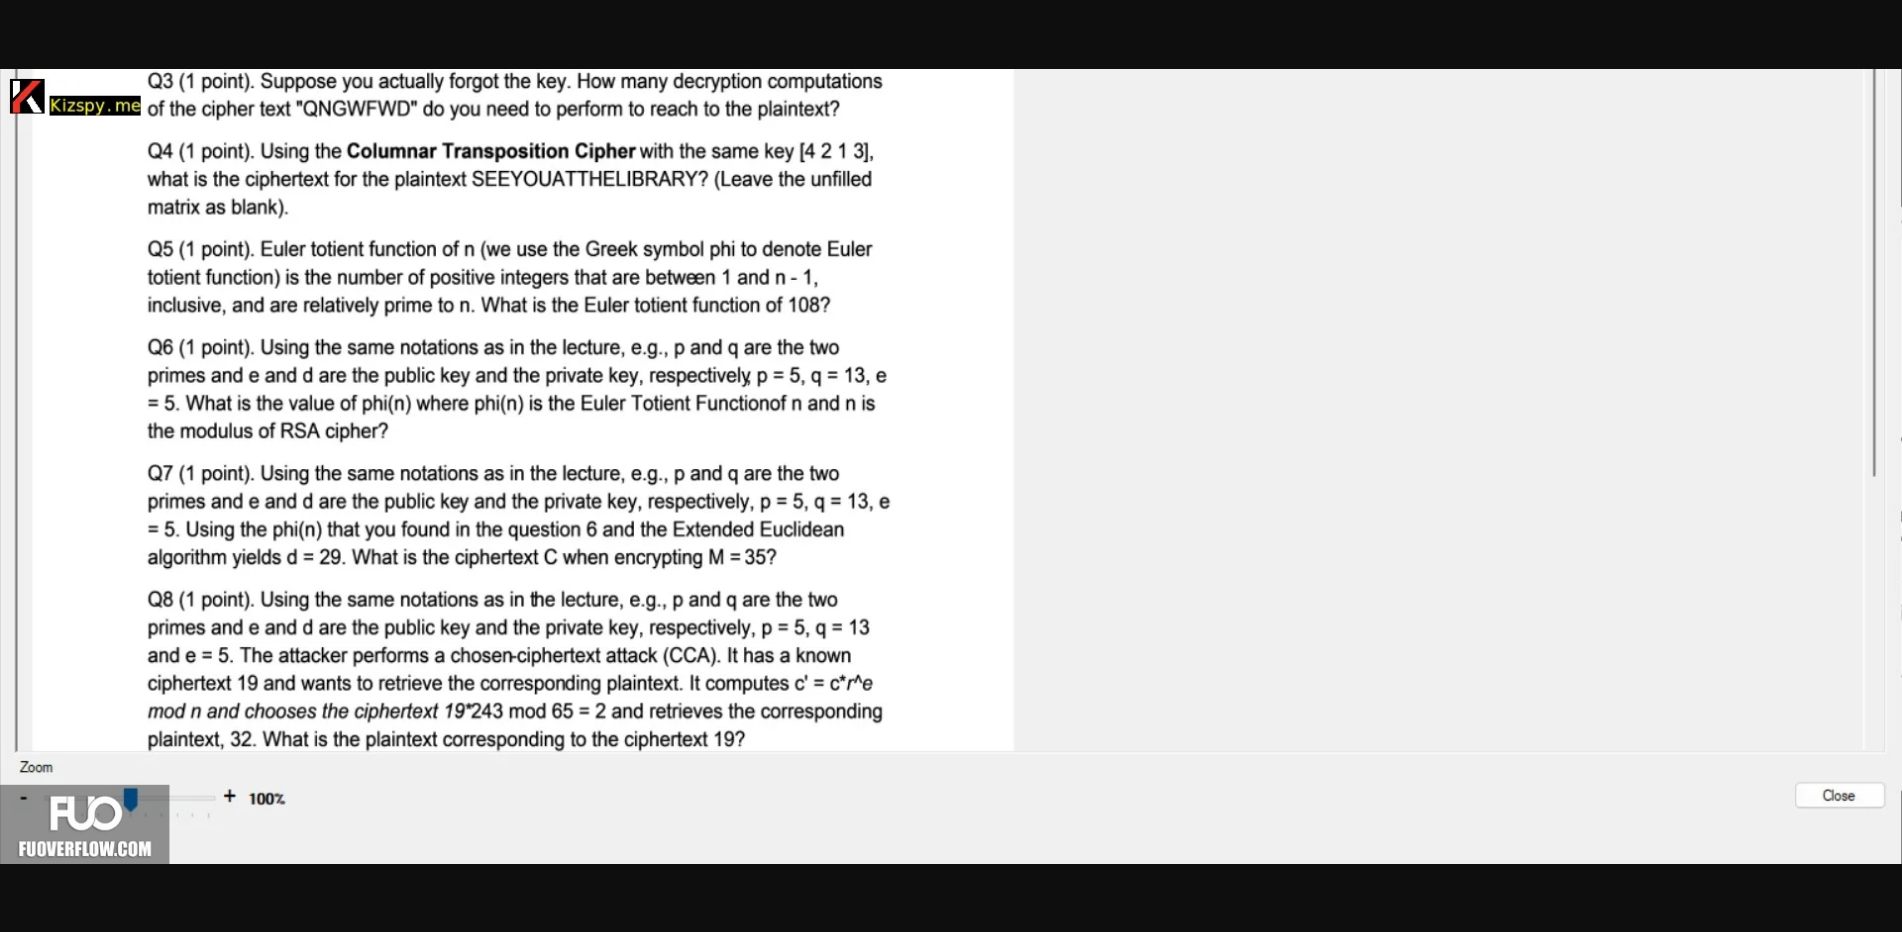 Q3 (1 point). Suppose you actually forgot the key. How many decryption computations
Kizspy.me of the cipher text "QNGWFWD" do you need to perform to reach to the plaintext?
Q4 (1 point). Using the Columnar Transposition Cipher with the same key [4 2 1 3],
what is the ciphertext for the plaintext SEEYOUATTHELIBRARY? (Leave the unfilled
matrix as blank).
Q5 (1 point). Euler totient function of n (we use the Greek symbol phi to denote Euler
totient function) is the number of positive integers that are between 1 and n - 1,
inclusive, and are relatively prime to n. What is the Euler totient function of 108?
Q6 (1 point). Using the same notations as in the lecture, e.g., p and q are the two
primes and e and d are the public key and the private key, respectively, p = 5, q = 13, e
= 5. What is the value of phi(n) where phi(n) is the Euler Totient Functionof n and n is
the modulus of RSA cipher?
Q7 (1 point). Using the same notations as in the lecture, e.g., p and q are the two
primes and e and d are the public key and the private key, respectively, p = 5, q = 13, e
= 5. Using the phi(n) that you found in the question 6 and the Extended Euclidean
algorithm yields d = 29. What is the ciphertext C when encrypting M = 35?
Q8 (1 point). Using the same notations as in the lecture, e.g., p and q are the two
primes and e and d are the public key and the private key, respectively, p = 5, q = 13
and e = 5. The attacker performs a chosen-ciphertext attack (CCA). It has a known
ciphertext 19 and wants to retrieve the corresponding plaintext. It computes c' = c*r^e
mod n and chooses the ciphertext 19*243 mod 65 = 2 and retrieves the corresponding
plaintext, 32. What is the plaintext corresponding to the ciphertext 19?
Zoom
- + 100%
Close
FUO
FUOVERFLOW.COM